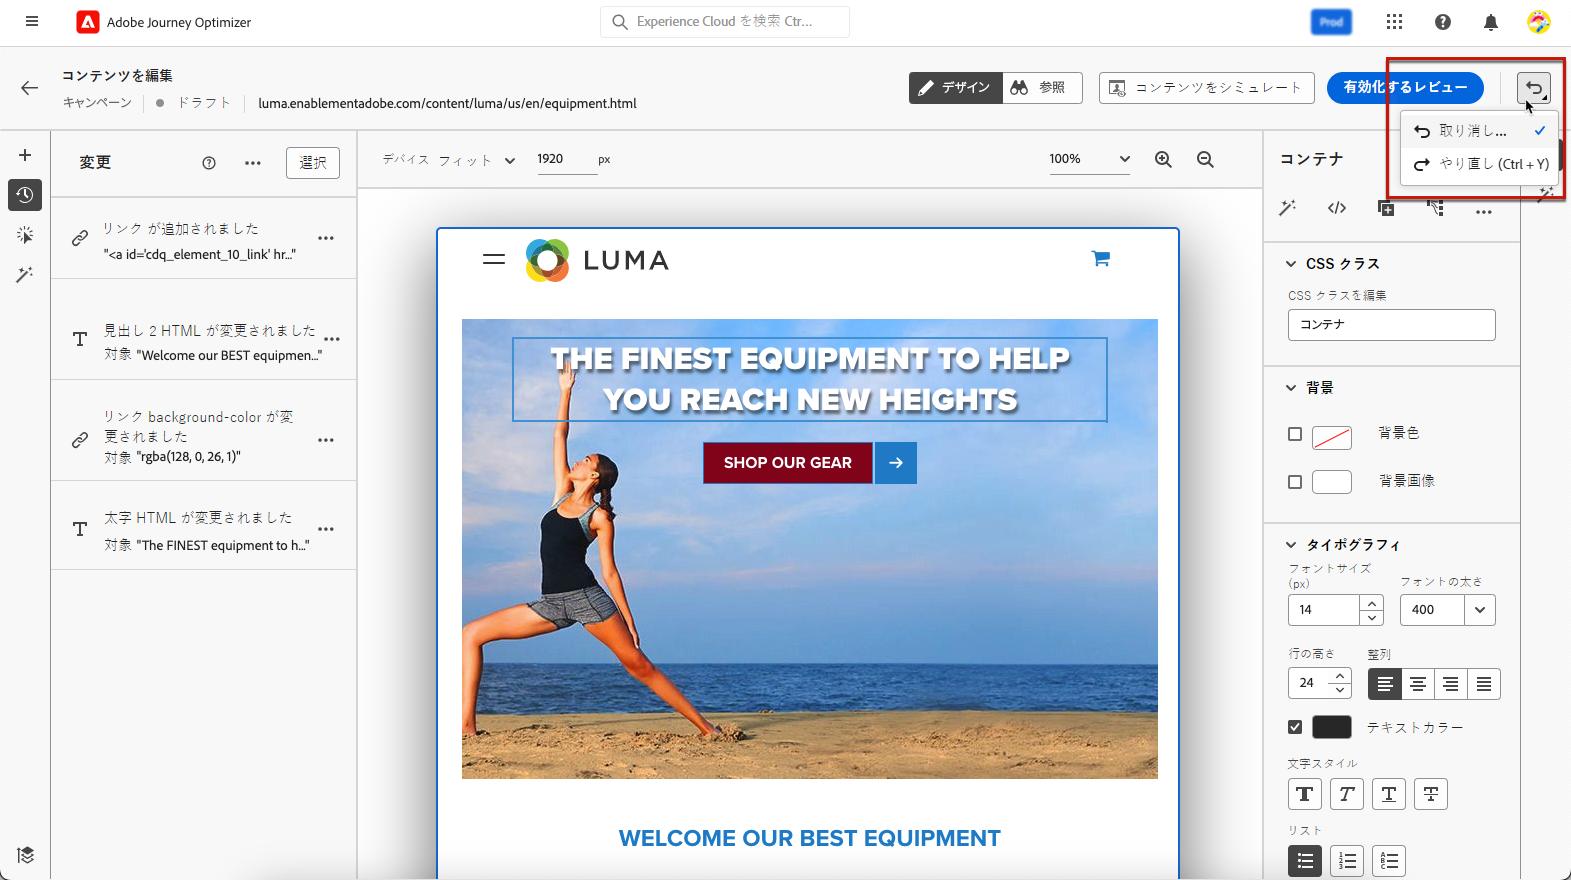 Adobe Journey Optimizer
Experience Cloud を検索 Ctr...
Prod
コンテンツを編集
キャンペーン
ドラフト
luma.enablementadobe.com/content/luma/us/en/equipment.html
デザイン
参照
コンテンツをシミュレート
有効化するレビュー
取り消し...
やり直し (Ctrl + Y)
変更
選択
デバイス フィット
1920 px
100%
コンテナ
リンク が追加されました
"<a id='cdq_element_10_link' hr..."
見出し 2 HTML が変更されました
対象 "Welcome our BEST equipmen..."
リンク background-color が変
更されました
対象 "rgba(128, 0, 26, 1)"
太字 HTML が変更されました
対象 "The FINEST equipment to h..."
LUMA
THE FINEST EQUIPMENT TO HELP
YOU REACH NEW HEIGHTS
SHOP OUR GEAR
WELCOME OUR BEST EQUIPMENT
CSS クラス
CSS クラスを編集
コンテナ
背景
背景色
背景画像
タイポグラフィ
フォントサイズ
(px)
フォントの太さ
14
400
行の高さ
整列
24
テキストカラー
文字スタイル
T T T T
リスト